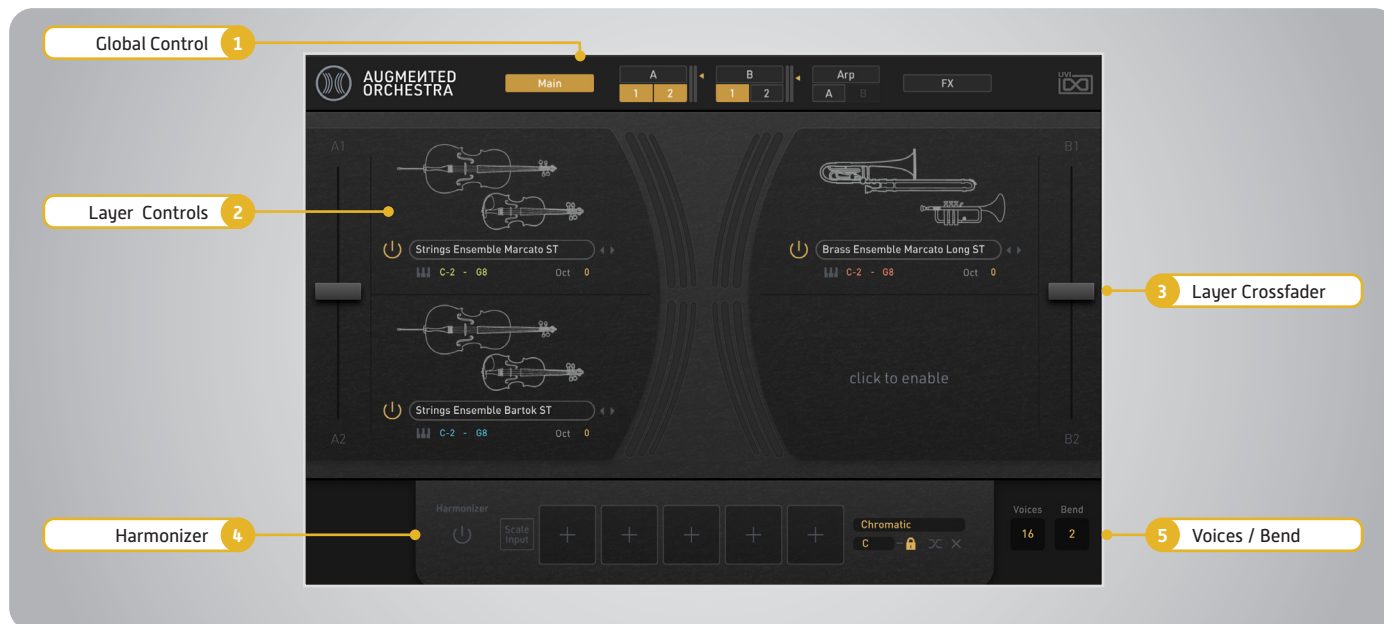 Global Control 1
AUGMENTED
ORCHESTRA
Main
A
1 2
B
1 2
Arp
A B
FX
UVI
A1
B1
Layer Controls 2
Strings Ensemble Marcato ST
C-2 - G8 Oct 0
Brass Ensemble Marcato Long ST
C-2 - G8 Oct 0
3 Layer Crossfader
click to enable
Strings Ensemble Bartok ST
C-2 - G8 Oct 0
A2
B2
Harmonizer 4
Harmonizer
Scale
Input
+ + + + +
Chromatic
C -
Voices Bend
16 2
5 Voices / Bend